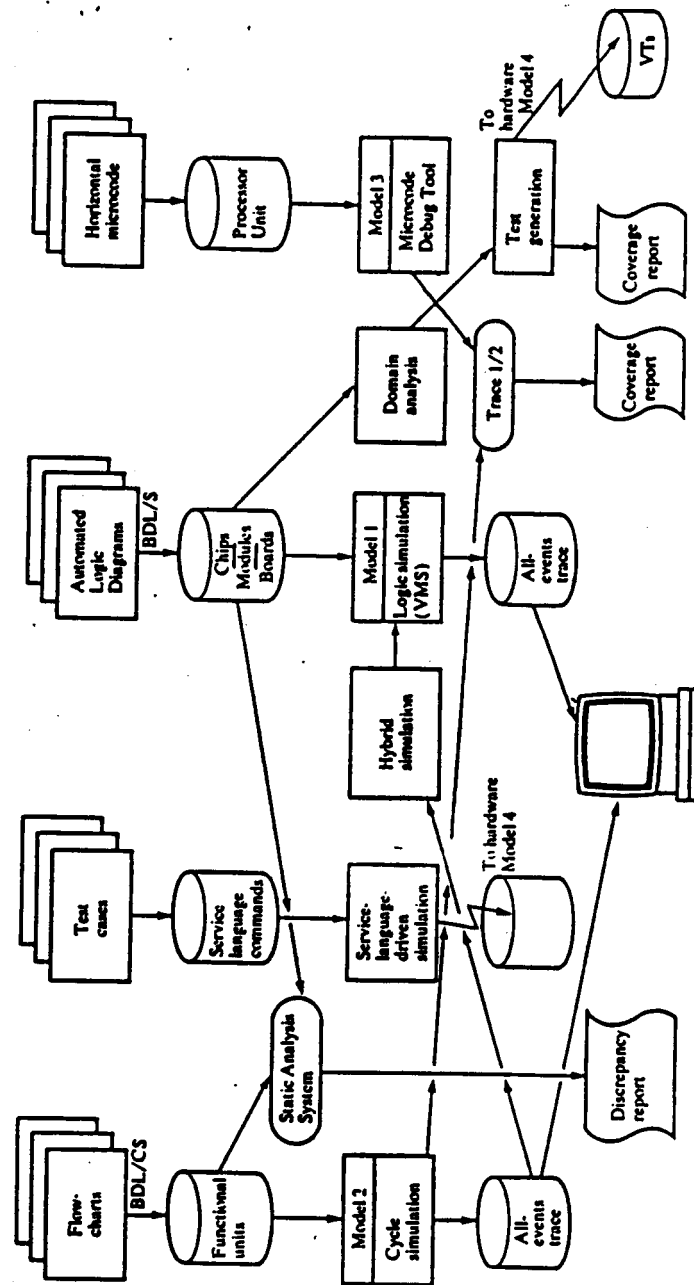 Flow-
charts
BDL/CS
Test
cases
Automated
Logic
Diagrams
BDL/S
Horizontal
microcode
Functional
units
Service
language
commands
Chips
Modules
Boards
Processor
Unit
Static Analysis
System
Model 2
Cycle
simulation
Service-
language-
driven
simulation
Hybrid
simulation
Model 1
Logic simulation
(VMS)
Domain
analysis
Model 3
Microcode
Debug Tool
To hardware
Model 4
Trace 1/2
Test
generation
To
hardware
Model 4
All-
events
trace
Discrepancy
report
All-
events
trace
Coverage
report
Coverage
report
VTs